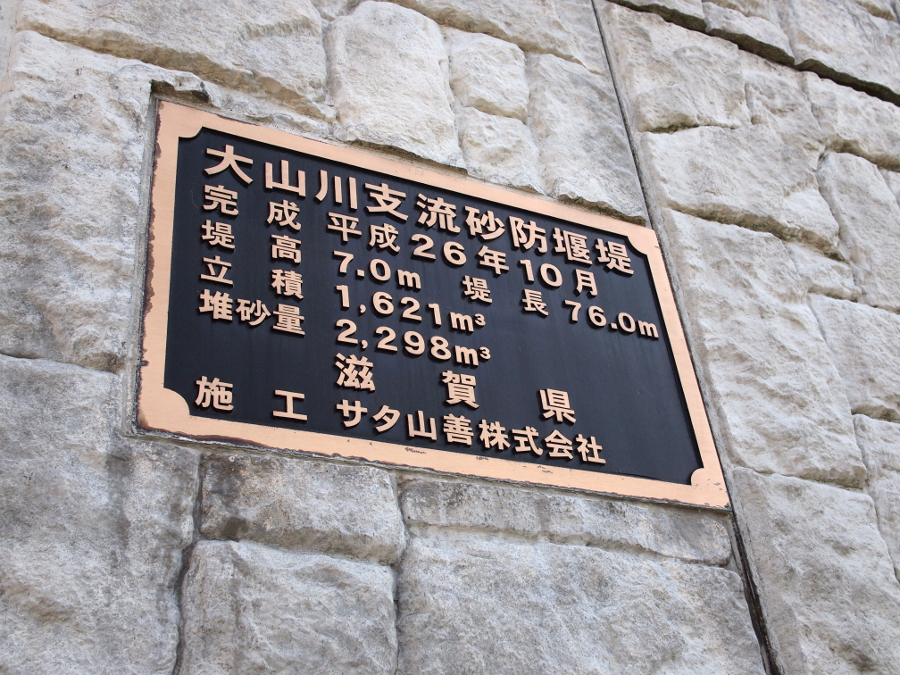 大山川支流砂防堰堤
完成 平成26年10月
堤高 7.0m 堤長 76.0m
立積 1,621m³
堆砂量 2,298m³
滋賀県
施工 サタ山善株式会社